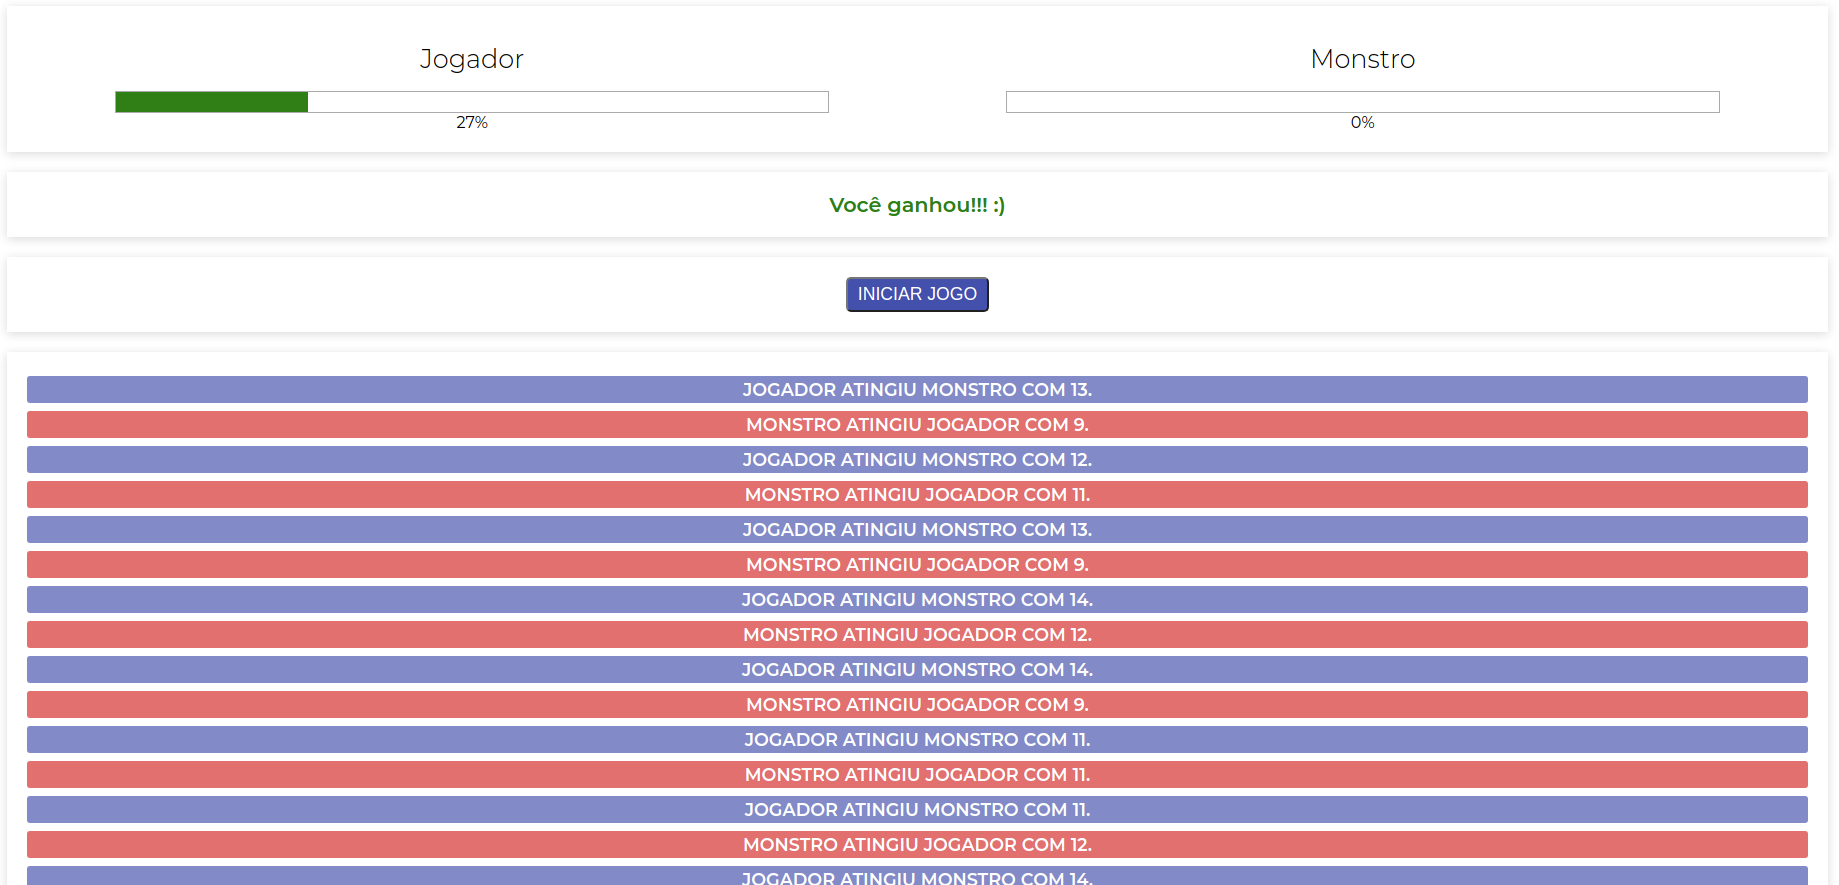 Jogador
Monstro
27%
0%
Você ganhou!!! :)
INICIAR JOGO
JOGADOR ATINGIU MONSTRO COM 13.
MONSTRO ATINGIU JOGADOR COM 9.
JOGADOR ATINGIU MONSTRO COM 12.
MONSTRO ATINGIU JOGADOR COM 11.
JOGADOR ATINGIU MONSTRO COM 13.
MONSTRO ATINGIU JOGADOR COM 9.
JOGADOR ATINGIU MONSTRO COM 14.
MONSTRO ATINGIU JOGADOR COM 12.
JOGADOR ATINGIU MONSTRO COM 14.
MONSTRO ATINGIU JOGADOR COM 9.
JOGADOR ATINGIU MONSTRO COM 11.
MONSTRO ATINGIU JOGADOR COM 11.
JOGADOR ATINGIU MONSTRO COM 11.
MONSTRO ATINGIU JOGADOR COM 12.
JOGADOR ATINGIU MONSTRO COM 14.